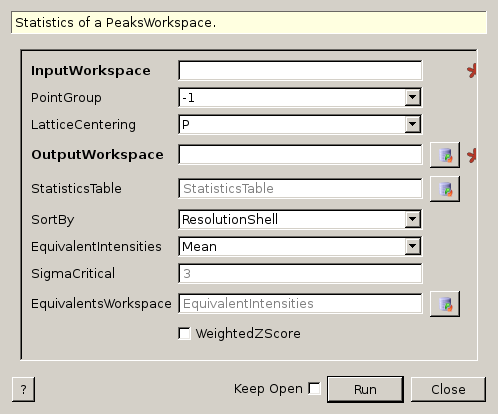 Statistics of a PeaksWorkspace.
InputWorkspace
PointGroup -1
LatticeCentering P
OutputWorkspace
StatisticsTable StatisticsTable
SortBy ResolutionShell
EquivalentIntensities Mean
SigmaCritical 3
EquivalentsWorkspace EquivalentIntensities
WeightedZScore
? Keep Open Run Close